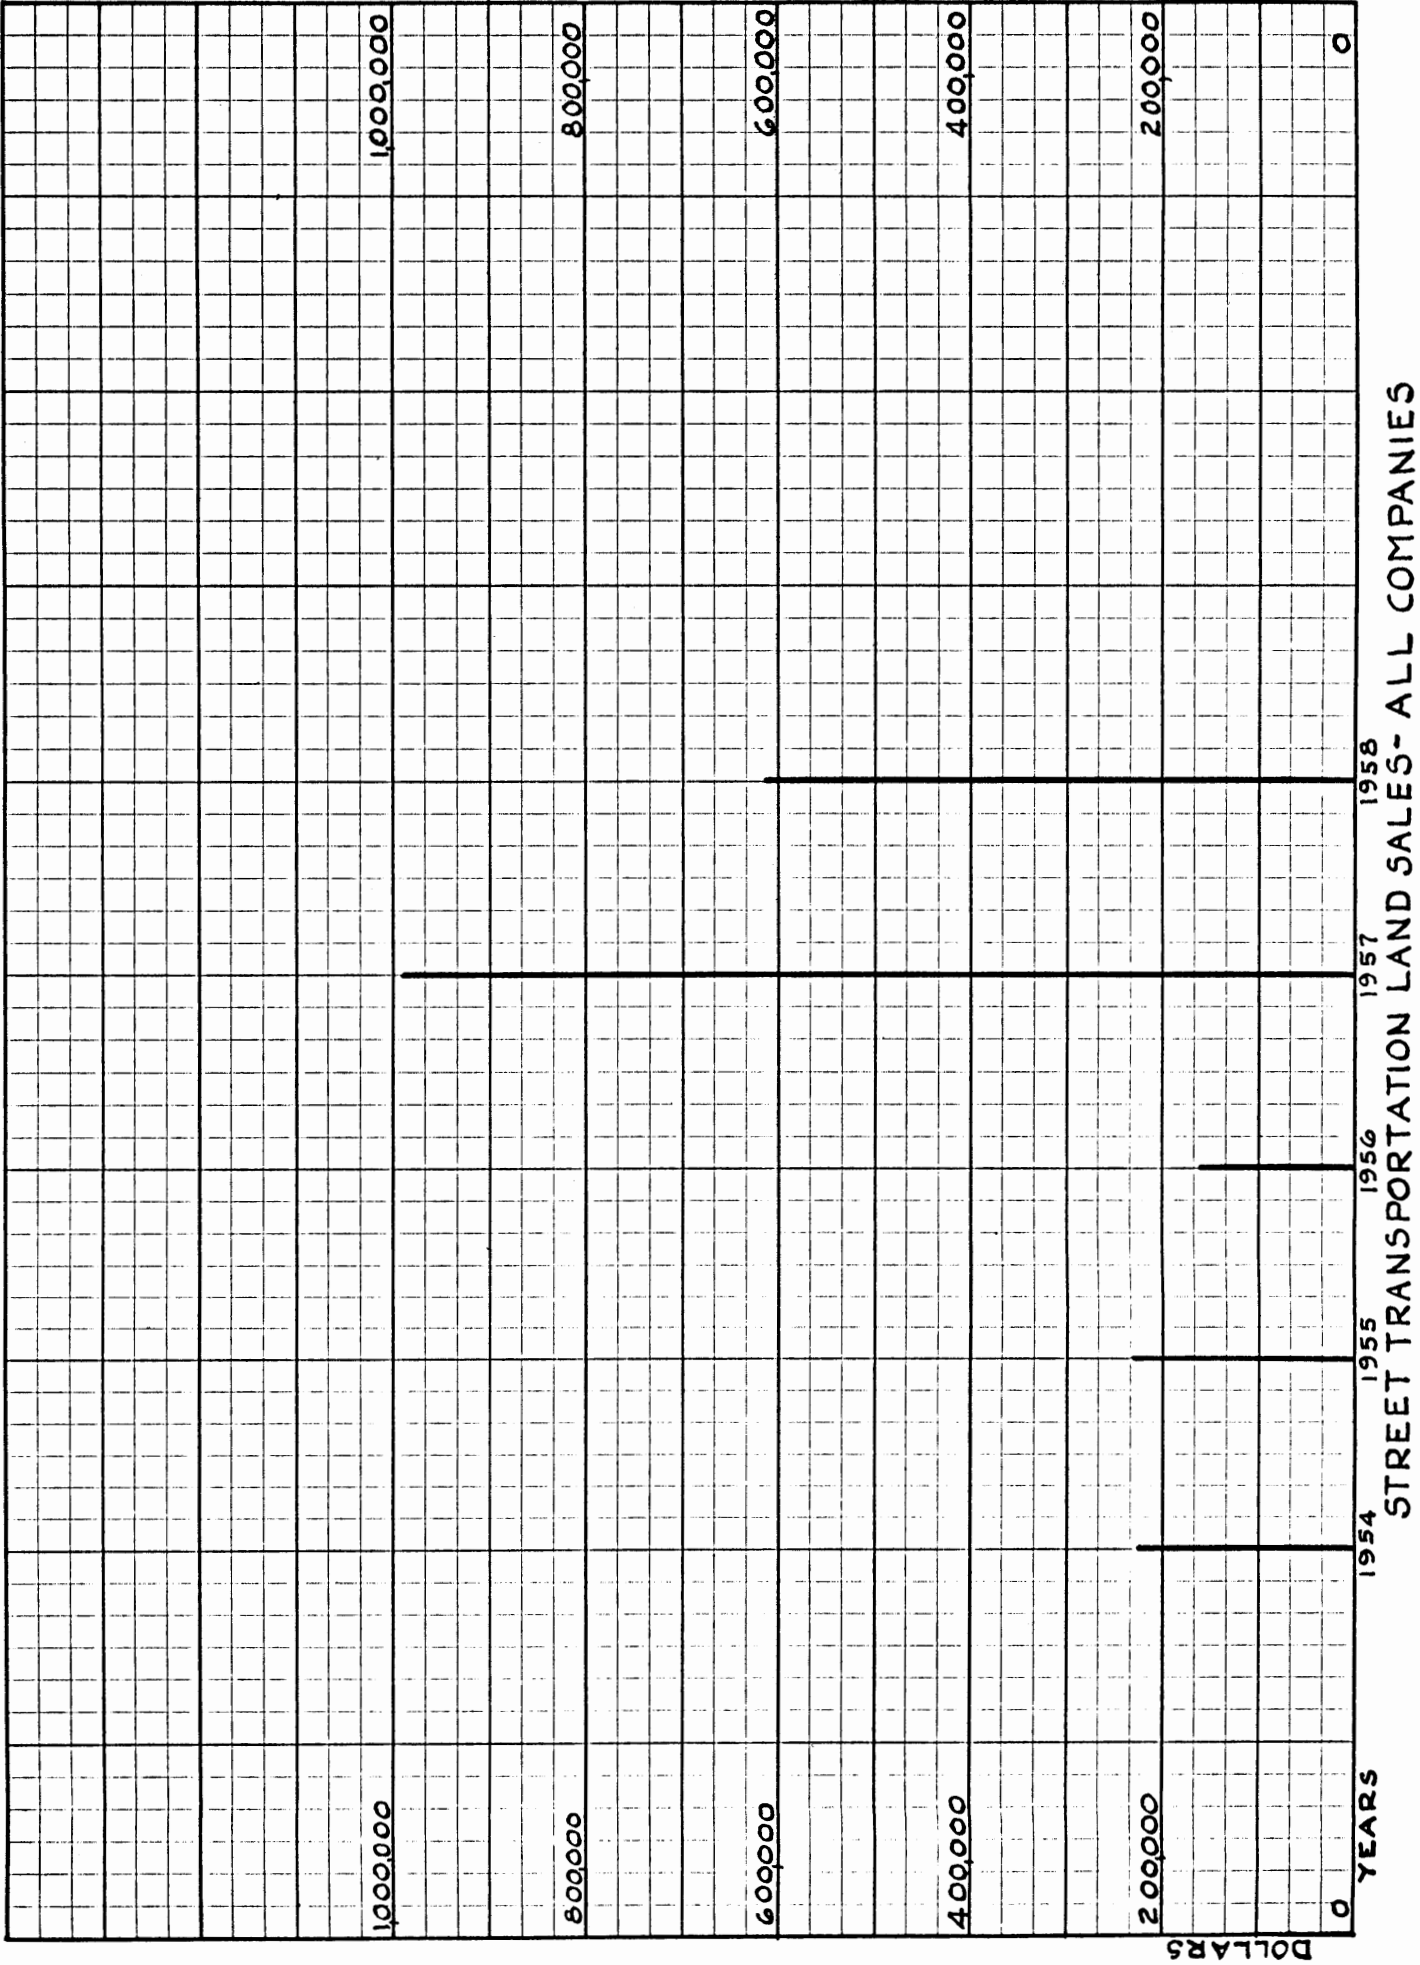 1,000,000 1,000,000
800,000 800,000
600,000 600,000
400,000 400,000
200,000 200,000
0 0
DOLLARS
YEARS 1954 1955 1956 1957 1958
STREET TRANSPORTATION LAND SALES- ALL COMPANIES